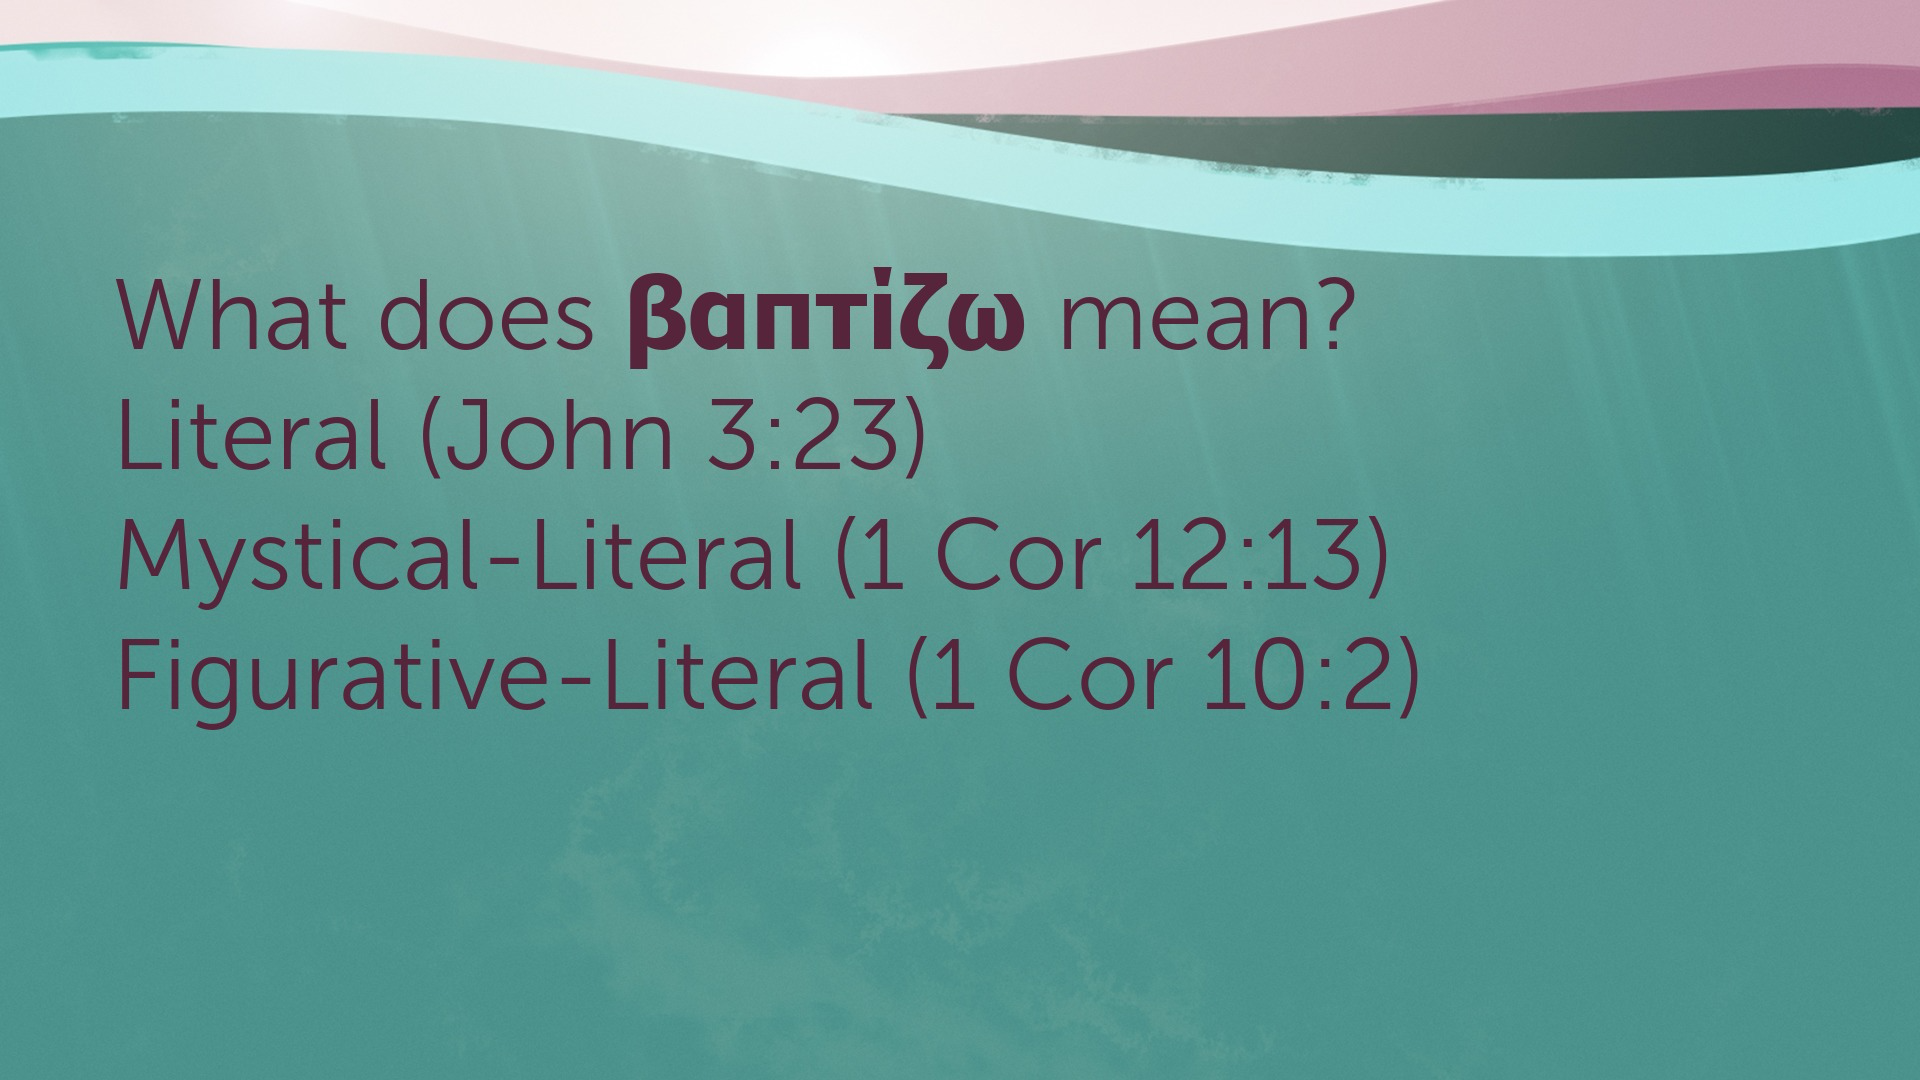 What does βαπτίζω mean?
Literal (John 3:23)
Mystical-Literal (1 Cor 12:13)
Figurative-Literal (1 Cor 10:2)